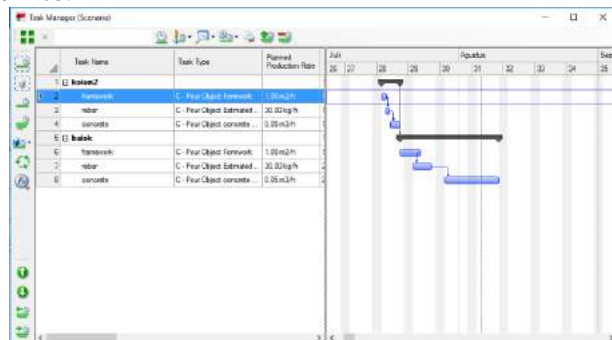 Task Manager (Scenario)
Task Name Task Type Planned Production Rate
Juli Agustus Sep
26 27 28 29 30 31 32 33 34 35
1 kolom2
2 framework C - Pour Object Formwork 1.00 m2/h
3 rebar C - Pour Object Estimated... 30.00 kg/h
4 concrete C - Pour Object concrete ... 0.05 m3/h
5 balok
6 framework C - Pour Object Formwork 1.00 m2/h
7 rebar C - Pour Object Estimated... 30.00 kg/h
8 concrete C - Pour Object concrete ... 0.05 m3/h